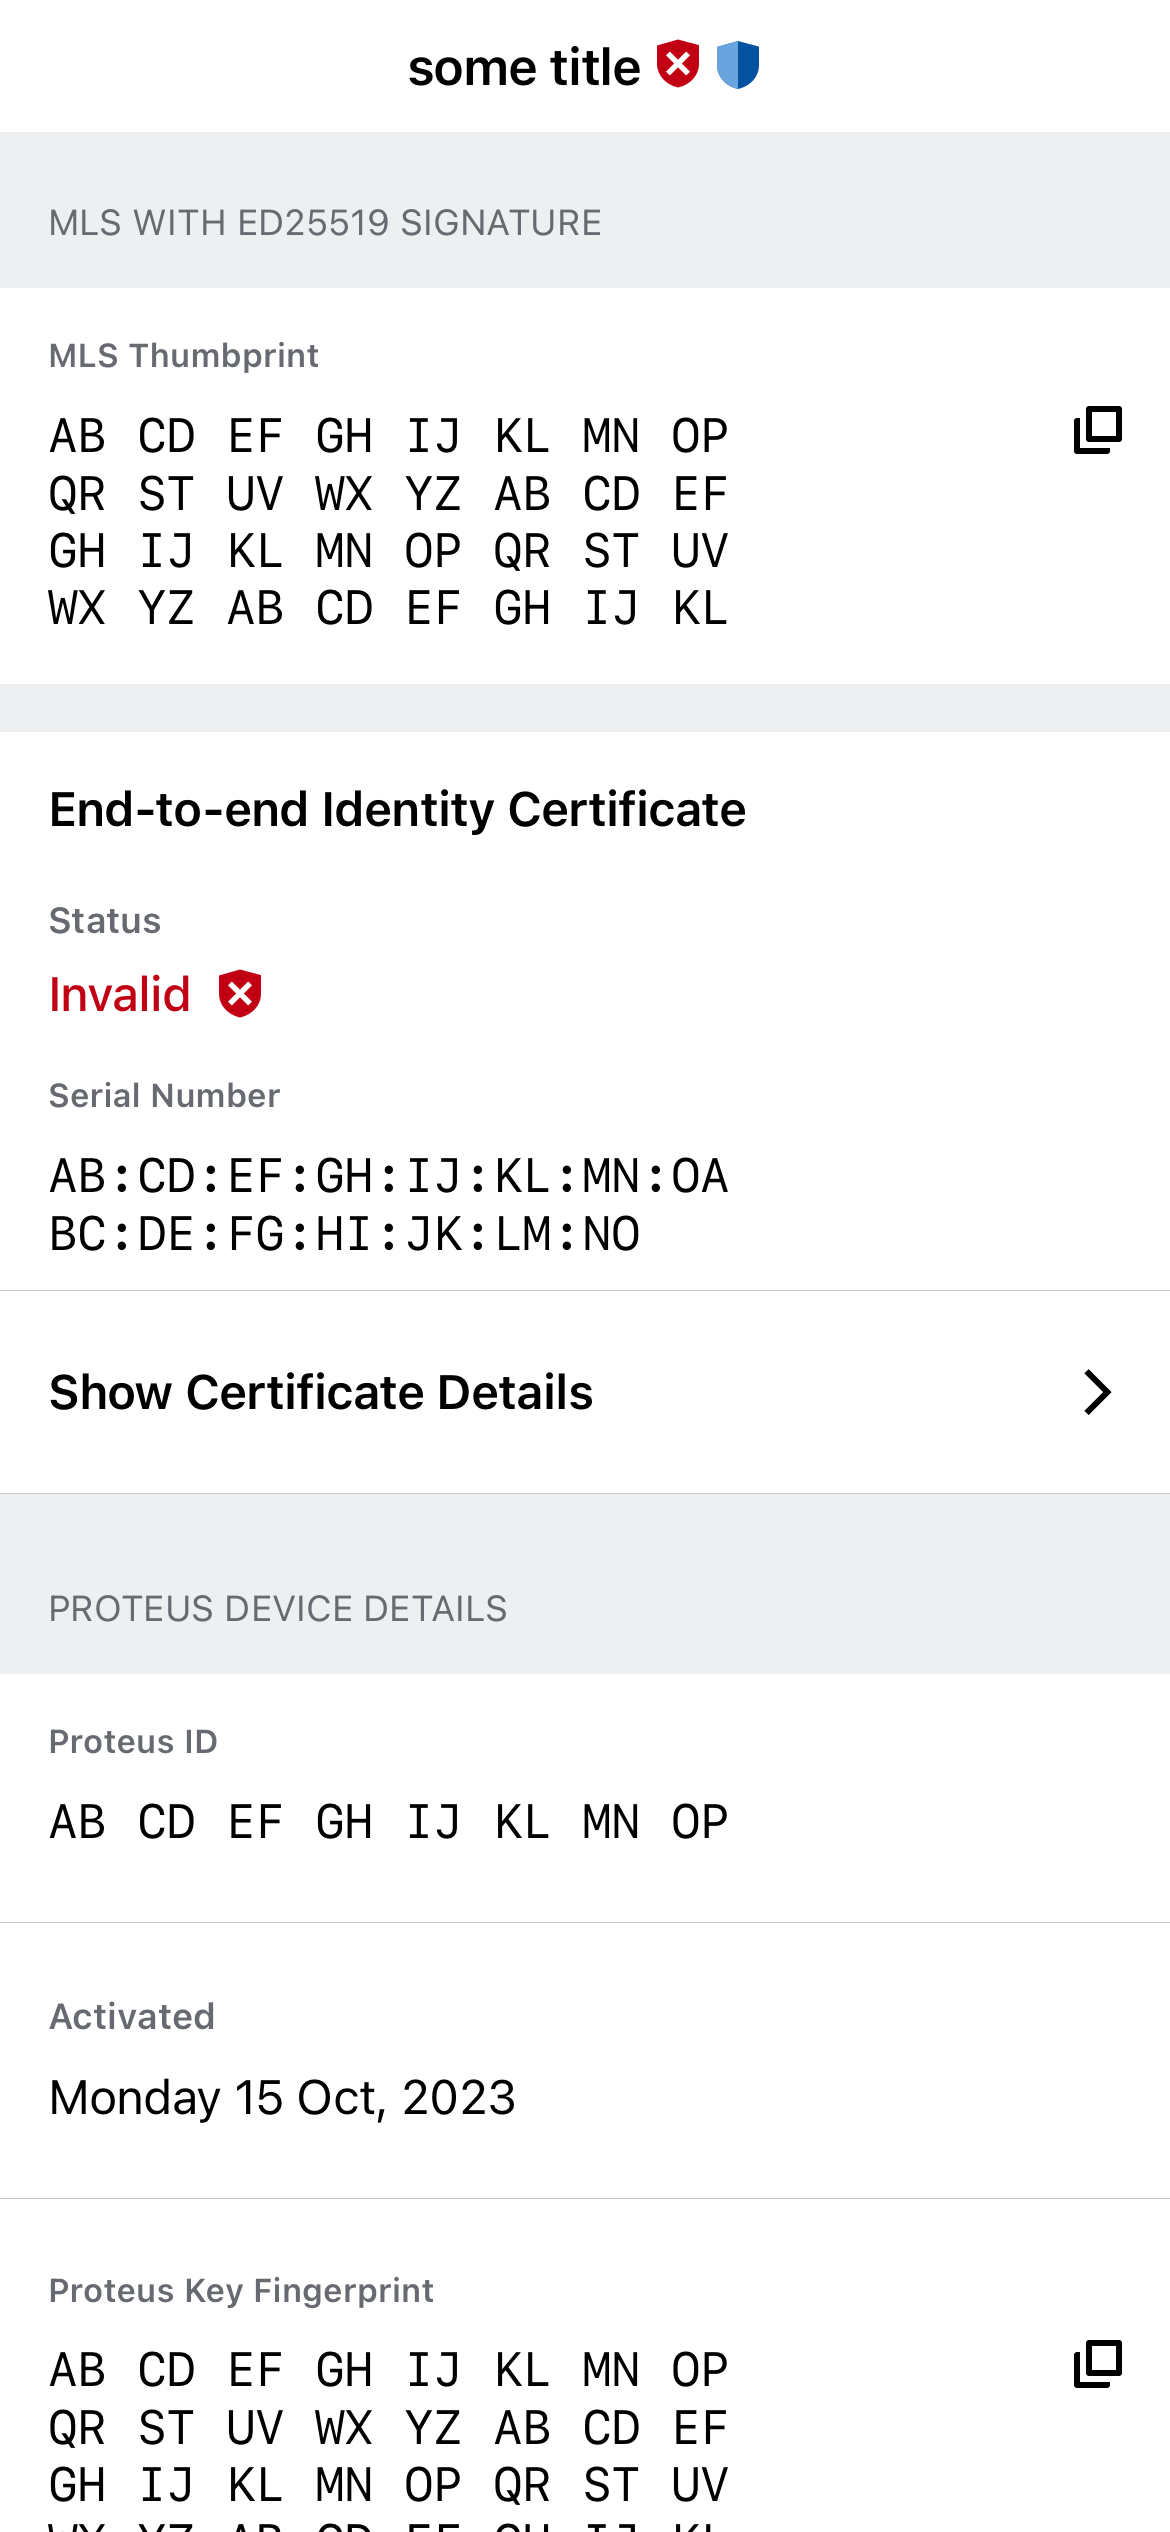 some title
MLS WITH ED25519 SIGNATURE
MLS Thumbprint
AB CD EF GH IJ KL MN OP
QR ST UV WX YZ AB CD EF
GH IJ KL MN OP QR ST UV
WX YZ AB CD EF GH IJ KL
End-to-end Identity Certificate
Status
Invalid
Serial Number
AB:CD:EF:GH:IJ:KL:MN:OA
BC:DE:FG:HI:JK:LM:NO
Show Certificate Details
PROTEUS DEVICE DETAILS
Proteus ID
AB CD EF GH IJ KL MN OP
Activated
Monday 15 Oct, 2023
Proteus Key Fingerprint
AB CD EF GH IJ KL MN OP
QR ST UV WX YZ AB CD EF
GH IJ KL MN OP QR ST UV